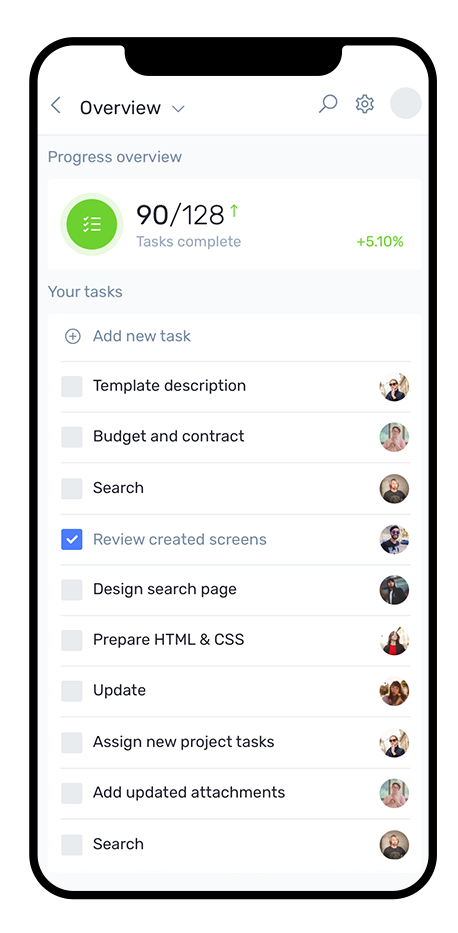 Overview
Progress overview
90/128 ↑
Tasks complete +5.10%
Your tasks
Add new task
Template description
Budget and contract
Search
Review created screens
Design search page
Prepare HTML & CSS
Update
Assign new project tasks
Add updated attachments
Search